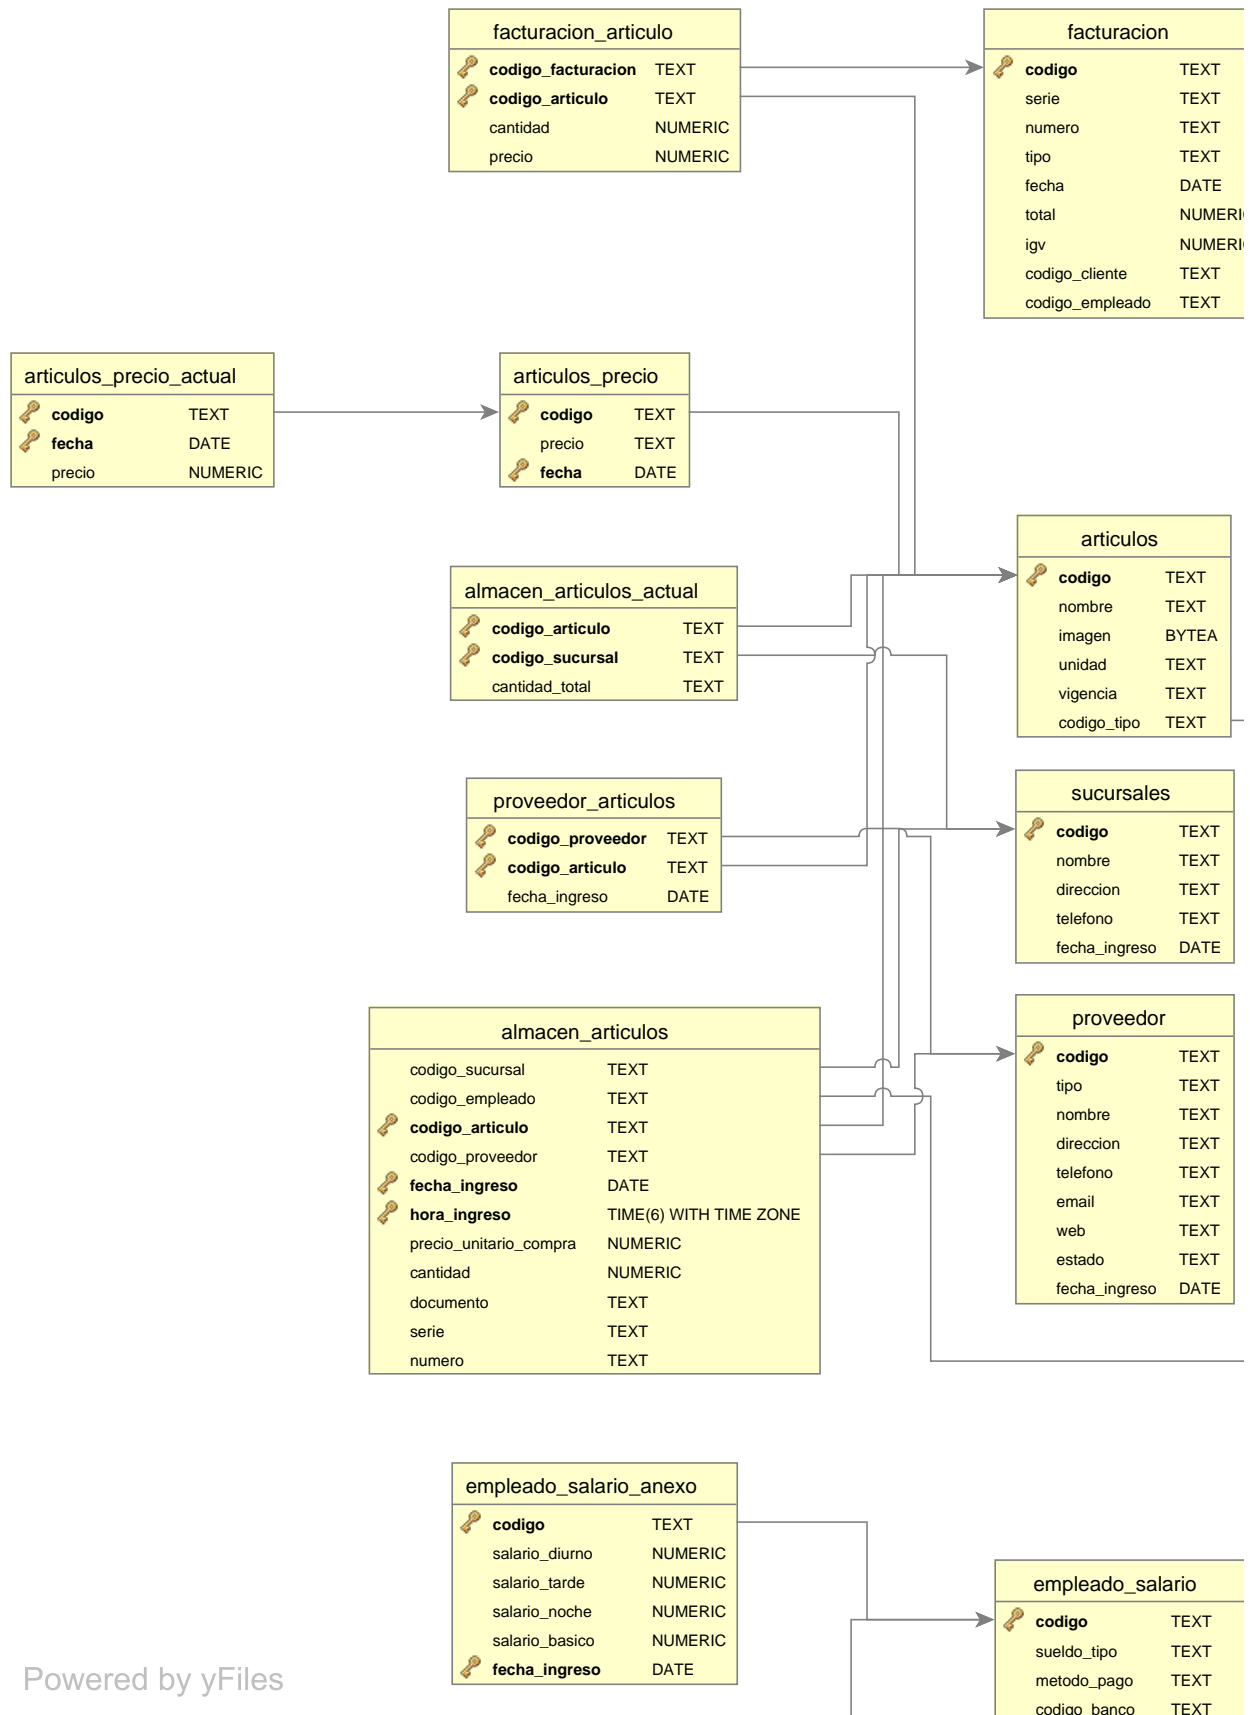 facturacion_articulo
codigo_facturacion TEXT
codigo_articulo TEXT
cantidad NUMERIC
precio NUMERIC
facturacion
codigo TEXT
serie TEXT
numero TEXT
tipo TEXT
fecha DATE
total NUMERI
igv NUMERI
codigo_cliente TEXT
codigo_empleado TEXT
articulos_precio_actual
codigo TEXT
fecha DATE
precio NUMERIC
articulos_precio
codigo TEXT
precio TEXT
fecha DATE
articulos
codigo TEXT
nombre TEXT
imagen BYTEA
unidad TEXT
vigencia TEXT
codigo_tipo TEXT
almacen_articulos_actual
codigo_articulo TEXT
codigo_sucursal TEXT
cantidad_total TEXT
proveedor_articulos
codigo_proveedor TEXT
codigo_articulo TEXT
fecha_ingreso DATE
sucursales
codigo TEXT
nombre TEXT
direccion TEXT
telefono TEXT
fecha_ingreso DATE
almacen_articulos
codigo_sucursal TEXT
codigo_empleado TEXT
codigo_articulo TEXT
codigo_proveedor TEXT
fecha_ingreso DATE
hora_ingreso TIME(6) WITH TIME ZONE
precio_unitario_compra NUMERIC
cantidad NUMERIC
documento TEXT
serie TEXT
numero TEXT
proveedor
codigo TEXT
tipo TEXT
nombre TEXT
direccion TEXT
telefono TEXT
email TEXT
web TEXT
estado TEXT
fecha_ingreso DATE
empleado_salario_anexo
codigo TEXT
salario_diurno NUMERIC
salario_tarde NUMERIC
salario_noche NUMERIC
salario_basico NUMERIC
fecha_ingreso DATE
empleado_salario
codigo TEXT
sueldo_tipo TEXT
metodo_pago TEXT
codigo_banco TEXT
Powered by yFiles